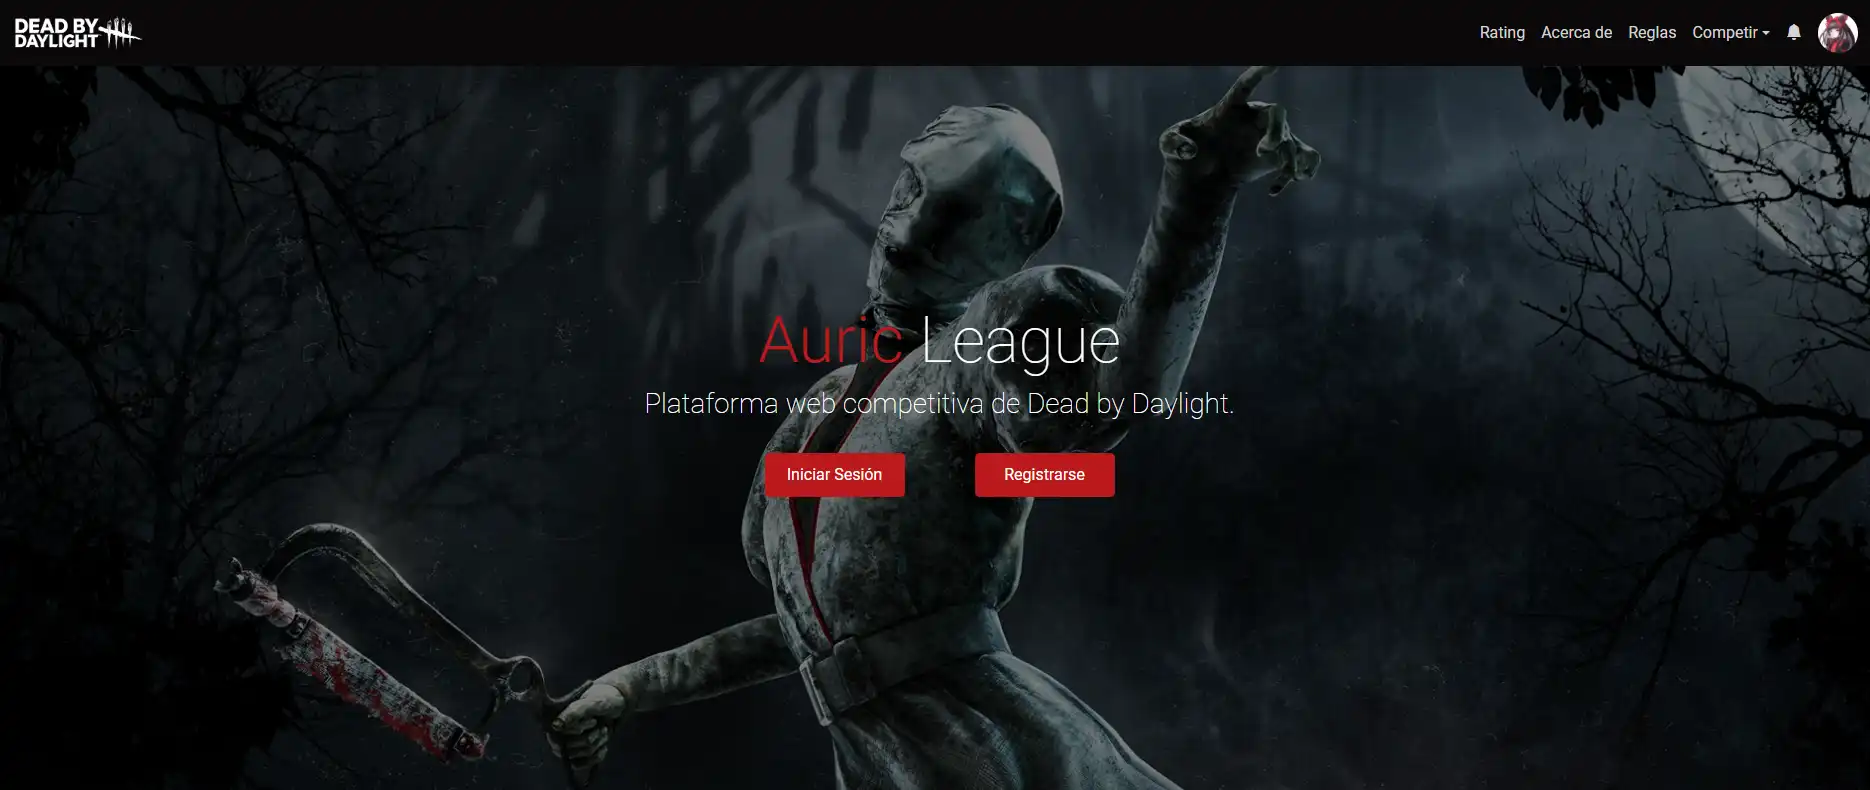 DEAD BY
DAYLIGHT
Rating Acerca de Reglas Competir
Auric League
Plataforma web competitiva de Dead by Daylight.
Iniciar Sesión Registrarse